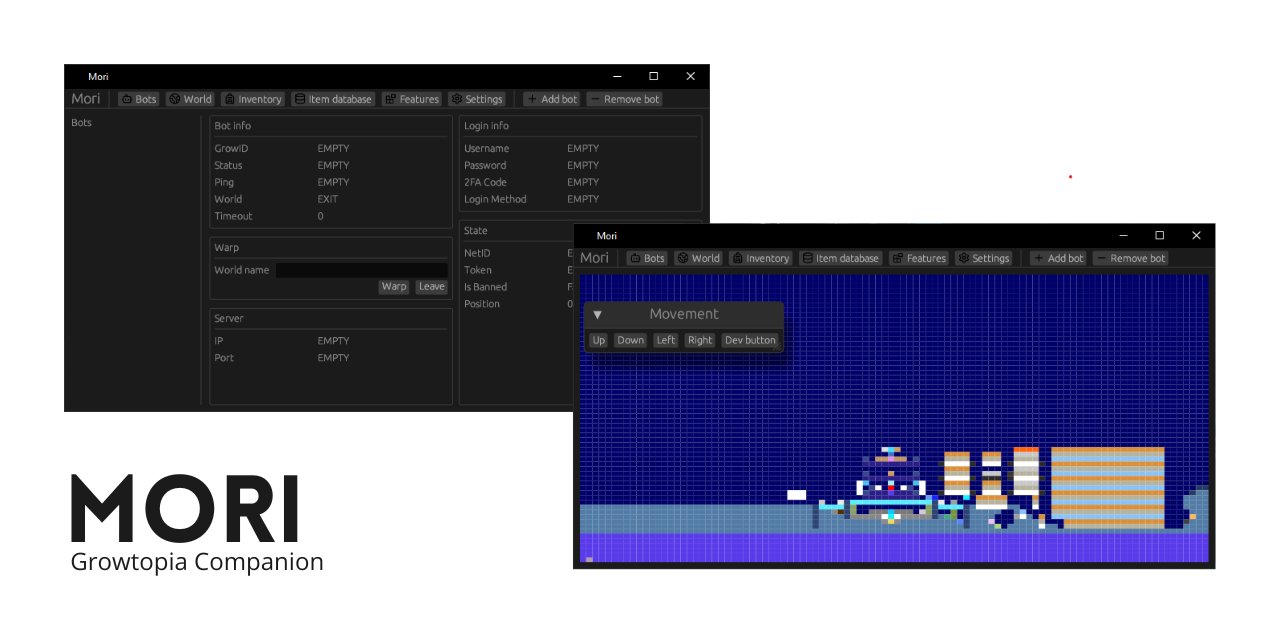 Mori
Mori Bots World Inventory Item database Features Settings + Add bot − Remove bot
Bots
Bot info
GrowID EMPTY
Status EMPTY
Ping EMPTY
World EXIT
Timeout 0
Warp
World name
Warp Leave
Server
IP EMPTY
Port EMPTY
Login info
Username EMPTY
Password EMPTY
2FA Code EMPTY
Login Method EMPTY
State
NetID E
Token E
Is Banned F
Position 0
Mori
Mori Bots World Inventory Item database Features Settings + Add bot − Remove bot
Movement
Up Down Left Right Dev button
MORI
Growtopia Companion